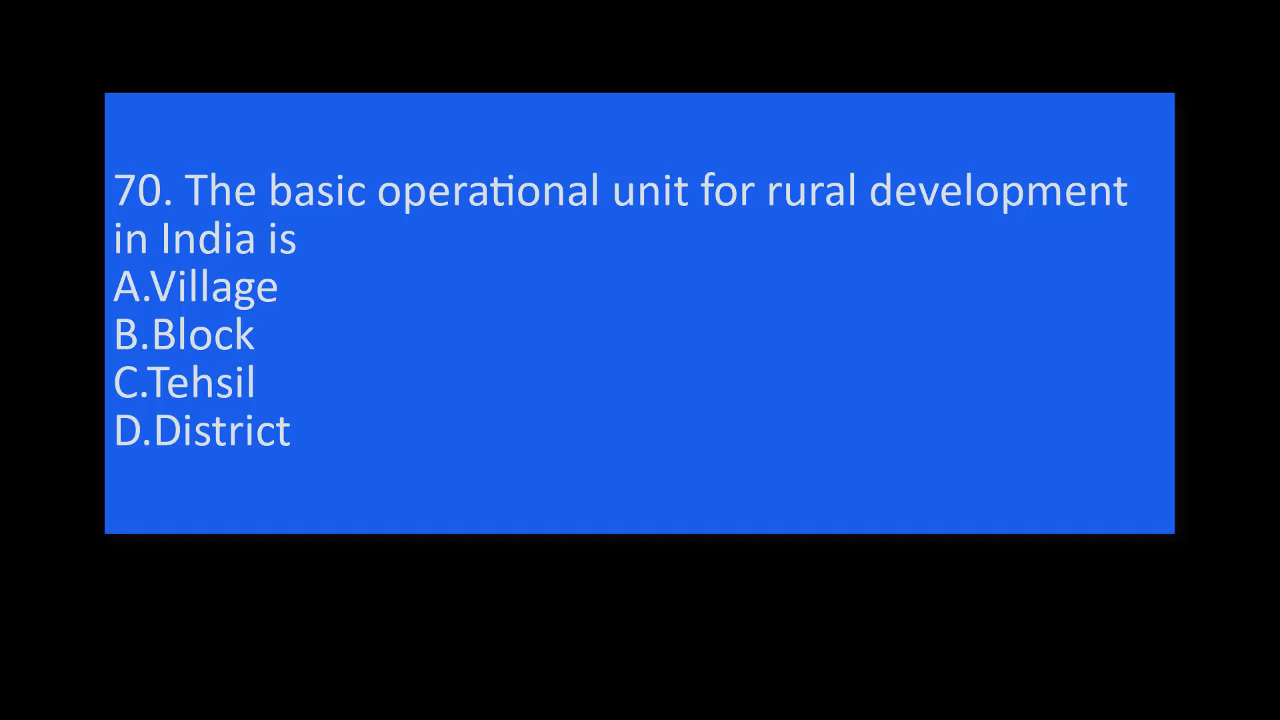 70. The basic operational unit for rural development
in India is
A.Village
B.Block
C.Tehsil
D.District